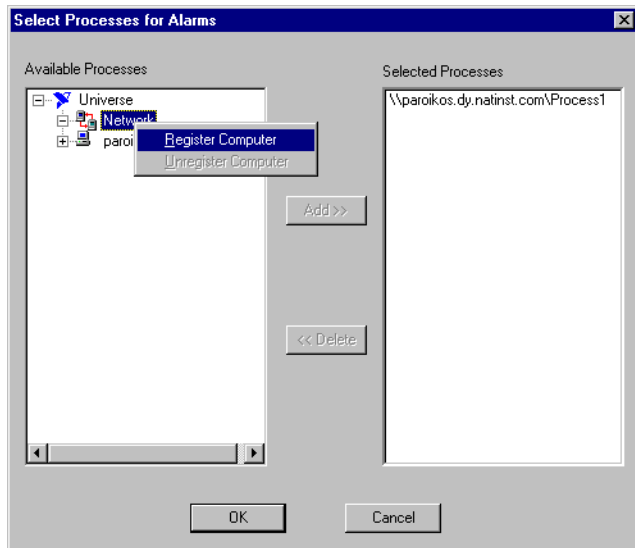 Select Processes for Alarms
Available Processes
Selected Processes
Universe
Network
paroi
Register Computer
Unregister Computer
\\paroikos.dy.natinst.com\Process1
Add >>
<< Delete
OK
Cancel